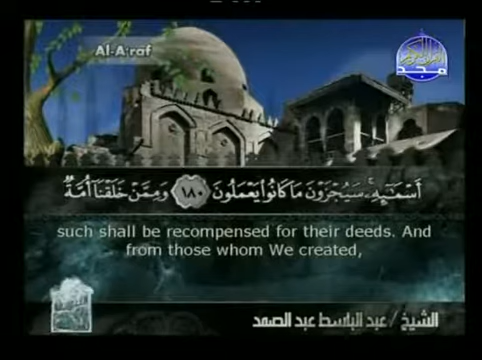 Al-A'raf
مجد
أَسْمَٰٓئِهِۦ ۚ سَيُجْزَوْنَ مَا كَانُوا۟ يَعْمَلُونَ ١٨٠ وَمِمَّنْ خَلَقْنَآ أُمَّةٌ
such shall be recompensed for their deeds. And
from those whom We created,
الشيخ / عبد الباسط عبد الصمد